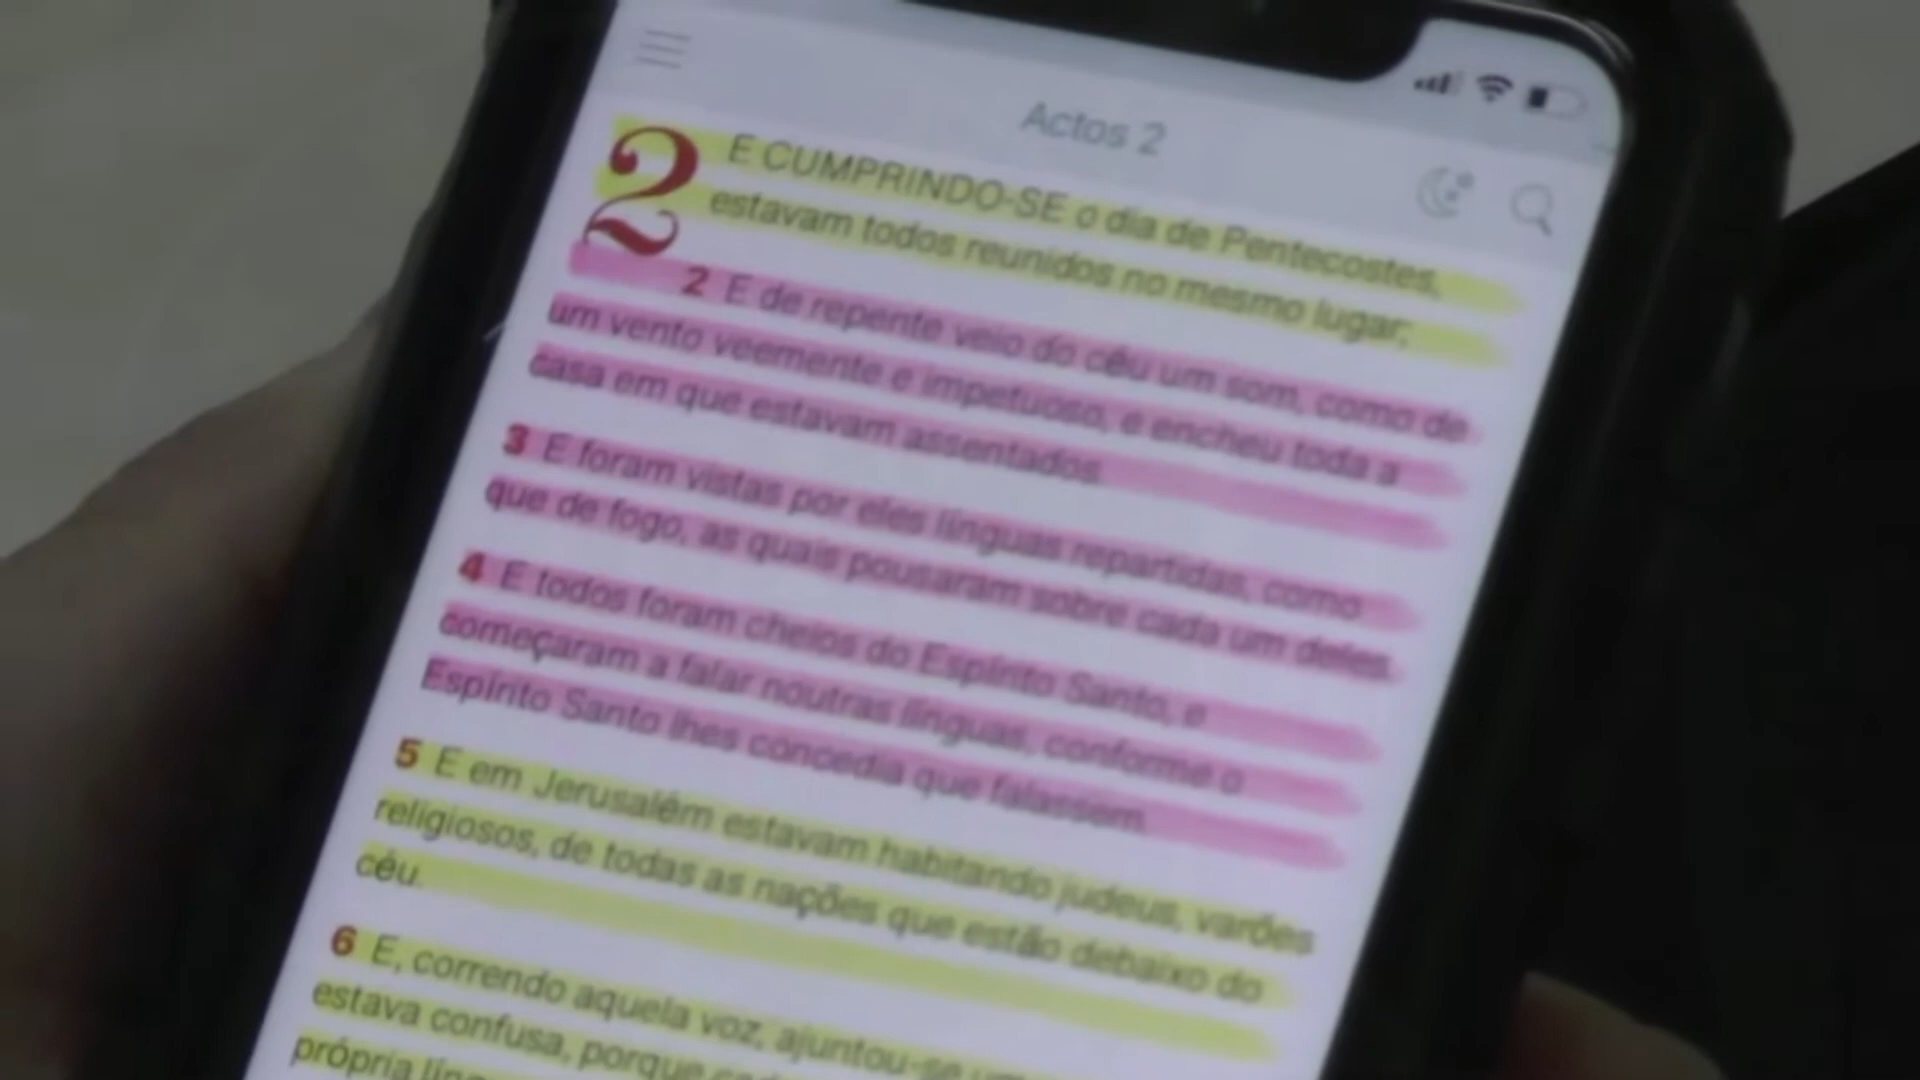 Actos 2
2 E CUMPRINDO-SE o dia de Pentecostes,
estavam todos reunidos no mesmo lugar;
2 E de repente veio do céu um som, como de
um vento veemente e impetuoso, e encheu toda a
casa em que estavam assentados.
3 E foram vistas por eles línguas repartidas, como
que de fogo, as quais pousaram sobre cada um deles.
4 E todos foram cheios do Espírito Santo, e
começaram a falar noutras línguas, conforme o
Espírito Santo lhes concedia que falassem.
5 E em Jerusalém estavam habitando judeus, varões
religiosos, de todas as nações que estão debaixo do
céu.
6 E, correndo aquela voz, ajuntou-se
estava confusa, porque
própria